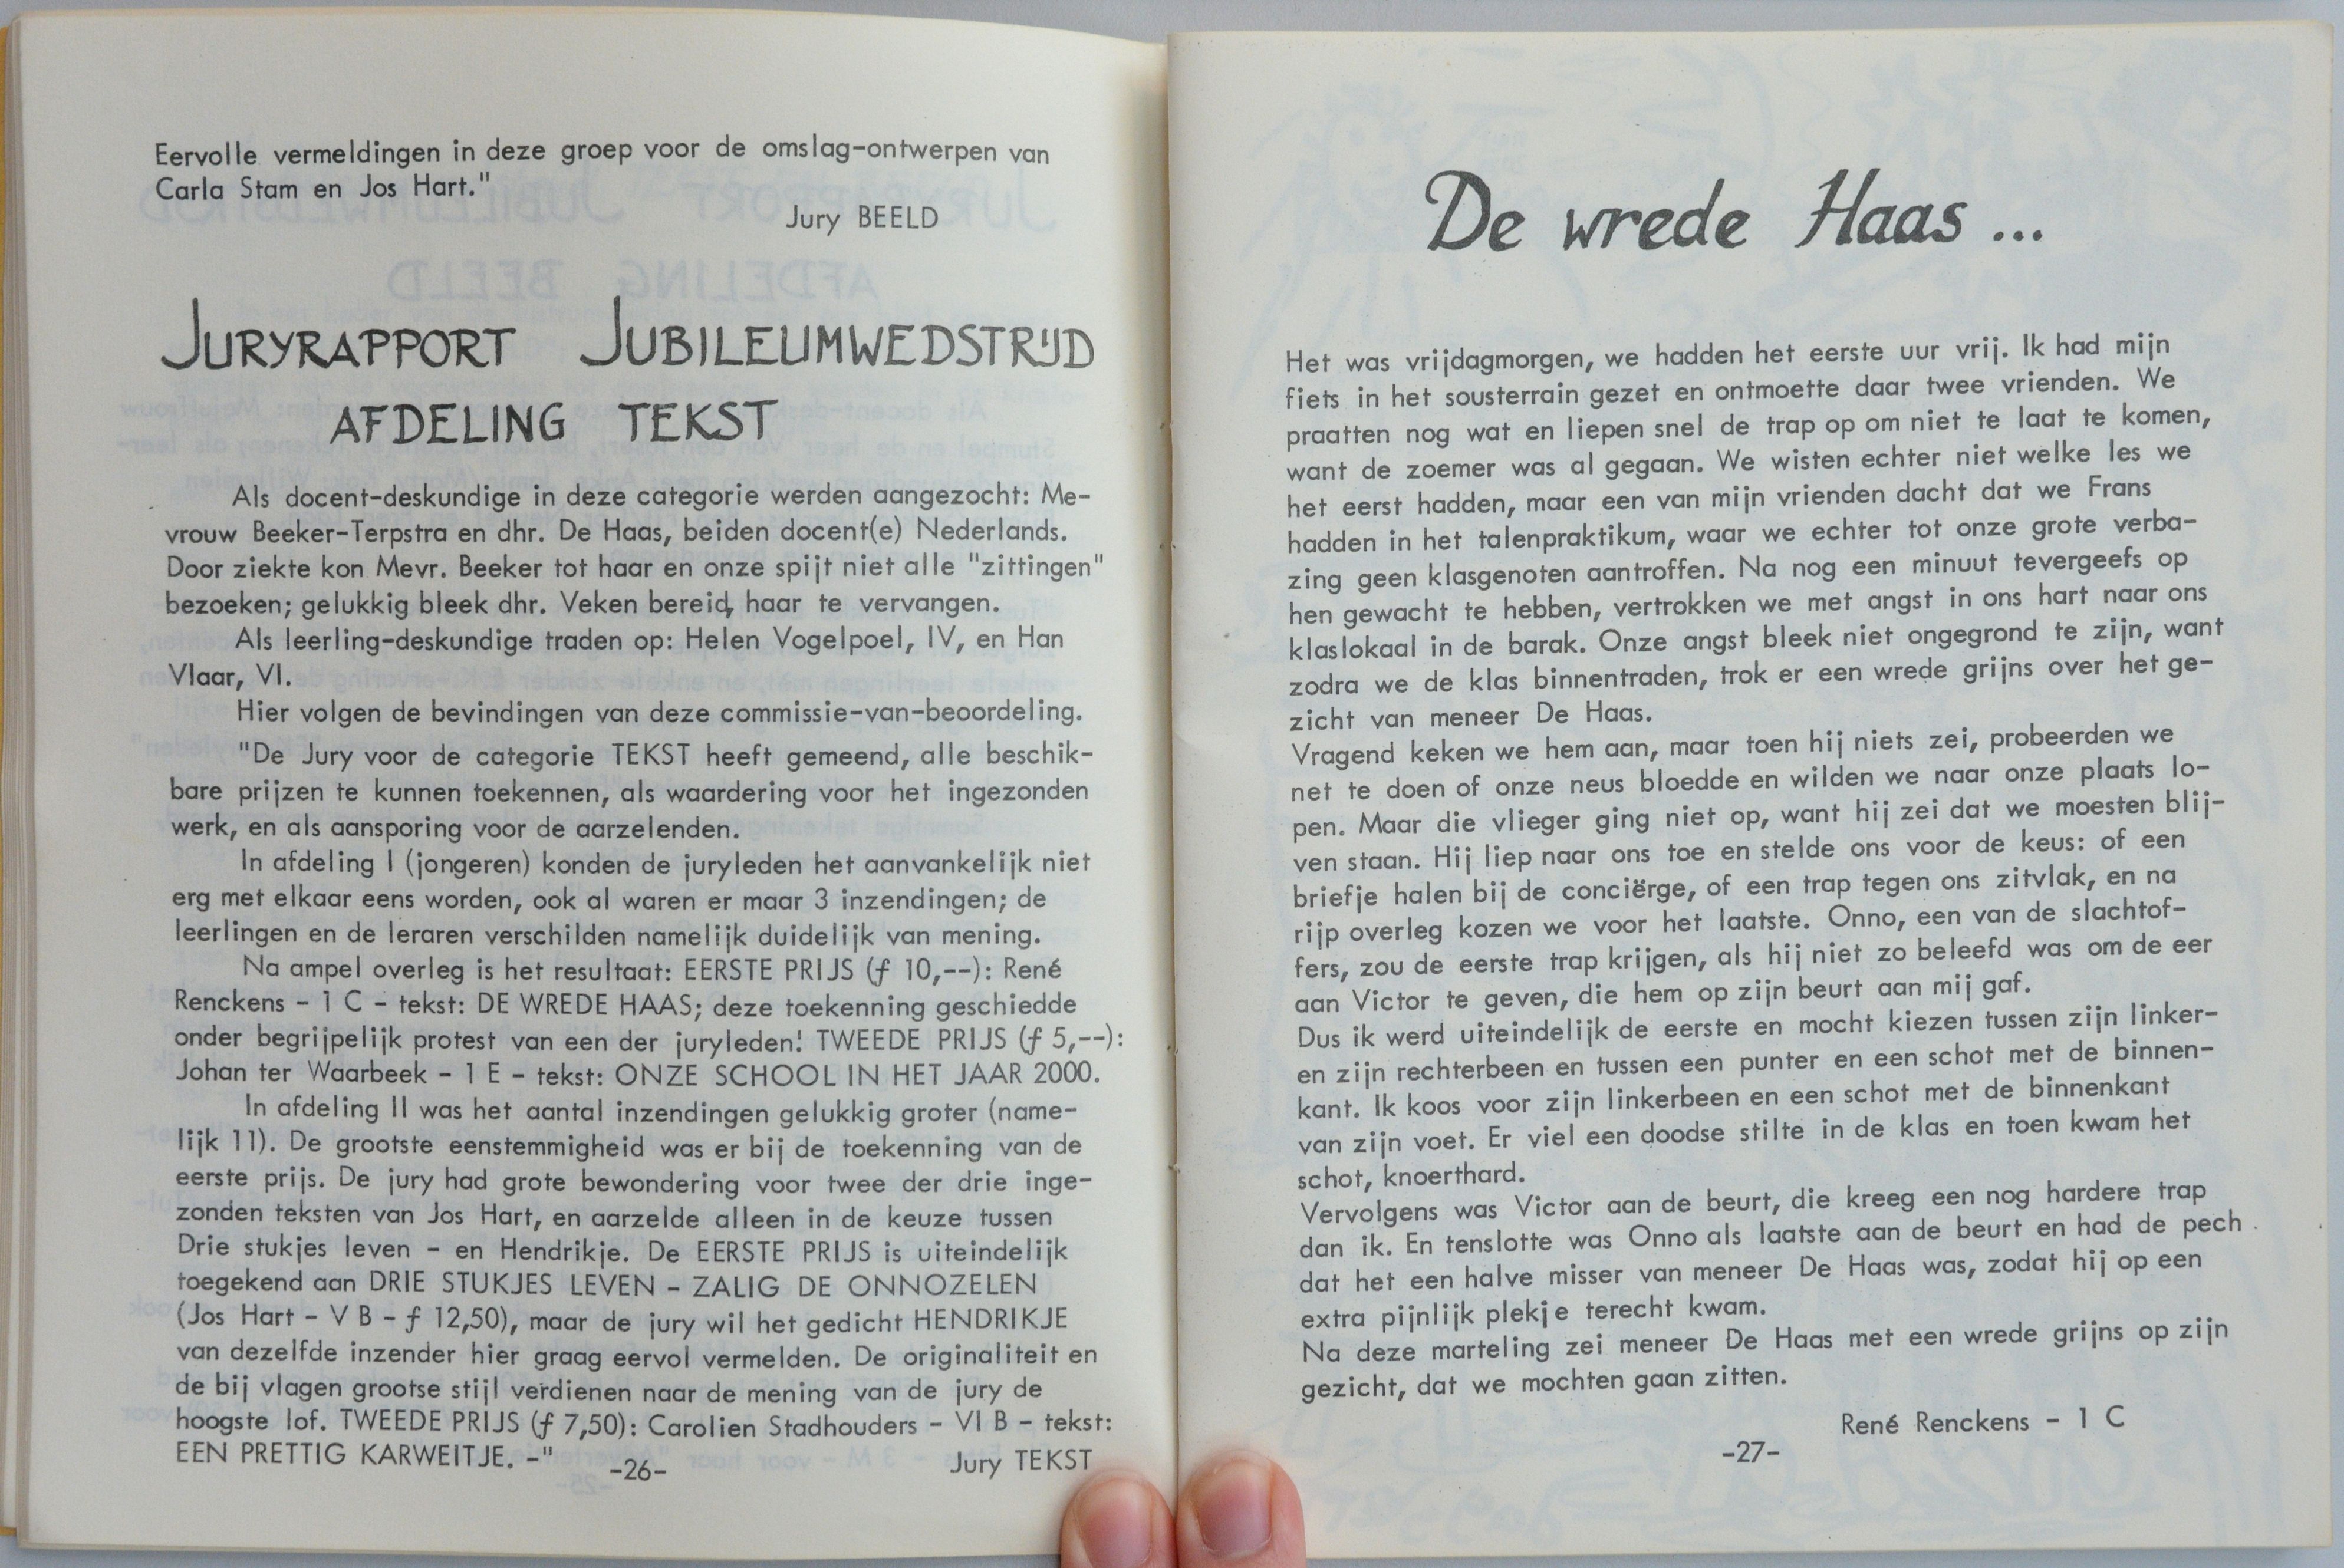 Eervolle vermeldingen in deze groep voor de omslag-ontwerpen van
Carla Stam en Jos Hart."
Jury BEELD
JURYRAPPORT JUBILEUMWEDSTRIJD
AFDELING TEKST
Als docent-deskundige in deze categorie werden aangezocht: Me-
vrouw Beeker-Terpstra en dhr. De Haas, beiden docent(e) Nederlands.
Door ziekte kon Mevr. Beeker tot haar en onze spijt niet alle "zittingen"
bezoeken; gelukkig bleek dhr. Veken bereid, haar te vervangen.
Als leerling-deskundige traden op: Helen Vogelpoel, IV, en Han
Vlaar, VI.
Hier volgen de bevindingen van deze commissie-van-beoordeling.
"De Jury voor de categorie TEKST heeft gemeend, alle beschik-
bare prijzen te kunnen toekennen, als waardering voor het ingezonden
werk, en als aansporing voor de aarzelenden.
In afdeling I (jongeren) konden de juryleden het aanvankelijk niet
erg met elkaar eens worden, ook al waren er maar 3 inzendingen; de
leerlingen en de leraren verschilden namelijk duidelijk van mening.
Na ampel overleg is het resultaat: EERSTE PRIJS (ƒ 10,--): René
Renckens - 1 C - tekst: DE WREDE HAAS; deze toekenning geschiedde
onder begrijpelijk protest van een der juryleden! TWEEDE PRIJS (ƒ 5,--):
Johan ter Waarbeek - 1 E - tekst: ONZE SCHOOL IN HET JAAR 2000.
In afdeling II was het aantal inzendingen gelukkig groter (name-
lijk 11). De grootste eenstemmigheid was er bij de toekenning van de
eerste prijs. De jury had grote bewondering voor twee der drie inge-
zonden teksten van Jos Hart, en aarzelde alleen in de keuze tussen
Drie stukjes leven - en Hendrikje. De EERSTE PRIJS is uiteindelijk
toegekend aan DRIE STUKJES LEVEN - ZALIG DE ONNOZELEN
(Jos Hart - V B - ƒ 12,50), maar de jury wil het gedicht HENDRIKJE
van dezelfde inzender hier graag eervol vermelden. De originaliteit en
de bij vlagen grootse stijl verdienen naar de mening van de jury de
hoogste lof. TWEEDE PRIJS (ƒ 7,50): Carolien Stadhouders - VI B - tekst:
EEN PRETTIG KARWEITJE. -"
Jury TEKST
-26-
De wrede Haas ...
Het was vrijdagmorgen, we hadden het eerste uur vrij. Ik had mijn
fiets in het sousterrain gezet en ontmoette daar twee vrienden. We
praatten nog wat en liepen snel de trap op om niet te laat te komen,
want de zoemer was al gegaan. We wisten echter niet welke les we
het eerst hadden, maar een van mijn vrienden dacht dat we Frans
hadden in het talenpraktikum, waar we echter tot onze grote verba-
zing geen klasgenoten aantroffen. Na nog een minuut tevergeefs op
hen gewacht te hebben, vertrokken we met angst in ons hart naar ons
klaslokaal in de barak. Onze angst bleek niet ongegrond te zijn, want
zodra we de klas binnentraden, trok er een wrede grijns over het ge-
zicht van meneer De Haas.
Vragend keken we hem aan, maar toen hij niets zei, probeerden we
net te doen of onze neus bloedde en wilden we naar onze plaats lo-
pen. Maar die vlieger ging niet op, want hij zei dat we moesten blij-
ven staan. Hij liep naar ons toe en stelde ons voor de keus: of een
briefje halen bij de conciërge, of een trap tegen ons zitvlak, en na
rijp overleg kozen we voor het laatste. Onno, een van de slachtof-
fers, zou de eerste trap krijgen, als hij niet zo beleefd was om de eer
aan Victor te geven, die hem op zijn beurt aan mij gaf.
Dus ik werd uiteindelijk de eerste en mocht kiezen tussen zijn linker-
en zijn rechterbeen en tussen een punter en een schot met de binnen-
kant. Ik koos voor zijn linkerbeen en een schot met de binnenkant
van zijn voet. Er viel een doodse stilte in de klas en toen kwam het
schot, knoerthard.
Vervolgens was Victor aan de beurt, die kreeg een nog hardere trap
dan ik. En tenslotte was Onno als laatste aan de beurt en had de pech
dat het een halve misser van meneer De Haas was, zodat hij op een
extra pijnlijk plekje terecht kwam.
Na deze marteling zei meneer De Haas met een wrede grijns op zijn
gezicht, dat we mochten gaan zitten.
René Renckens - 1 C
-27-